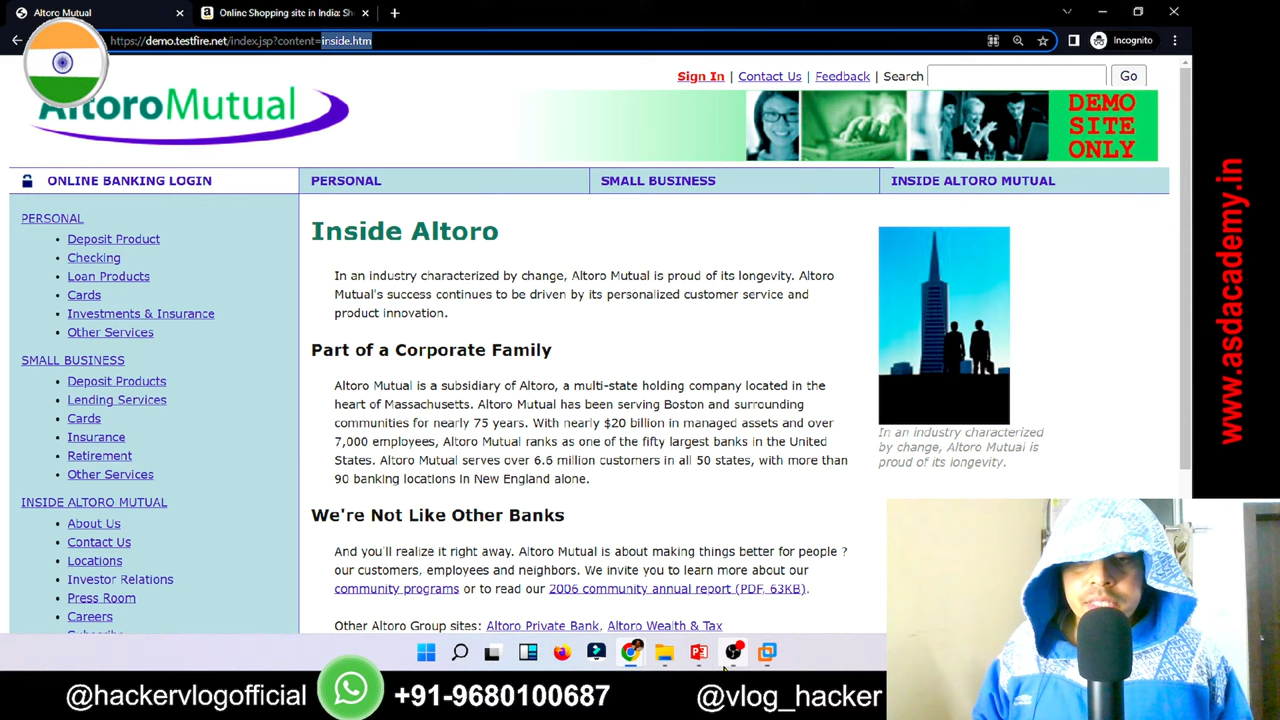 Altoro Mutual
Online Shopping site in India: Sh
https://demo.testfire.net/index.jsp?content=inside.htm
Incognito
Sign In | Contact Us | Feedback | Search
Go
AltoroMutual
DEMO
SITE
ONLY
ONLINE BANKING LOGIN
PERSONAL
SMALL BUSINESS
INSIDE ALTORO MUTUAL
PERSONAL
Deposit Product
Checking
Loan Products
Cards
Investments & Insurance
Other Services
SMALL BUSINESS
Deposit Products
Lending Services
Cards
Insurance
Retirement
Other Services
INSIDE ALTORO MUTUAL
About Us
Contact Us
Locations
Investor Relations
Press Room
Careers
Subscribe
Inside Altoro
In an industry characterized by change, Altoro Mutual is proud of its longevity. Altoro
Mutual's success continues to be driven by its personalized customer service and
product innovation.
Part of a Corporate Family
Altoro Mutual is a subsidiary of Altoro, a multi-state holding company located in the
heart of Massachusetts. Altoro Mutual has been serving Boston and surrounding
communities for nearly 75 years. With nearly $20 billion in managed assets and over
7,000 employees, Altoro Mutual ranks as one of the fifty largest banks in the United
States. Altoro Mutual serves over 6.6 million customers in all 50 states, with more than
90 banking locations in New England alone.
We're Not Like Other Banks
And you'll realize it right away. Altoro Mutual is about making things better for people ?
our customers, employees and neighbors. We invite you to learn more about our
community programs or to read our 2006 community annual report (PDF, 63KB).
Other Altoro Group sites: Altoro Private Bank, Altoro Wealth & Tax
In an industry characterized
by change, Altoro Mutual is
proud of its longevity.
www.asdacademy.in
@hackervlogofficial
+91-9680100687
@vlog_hacker